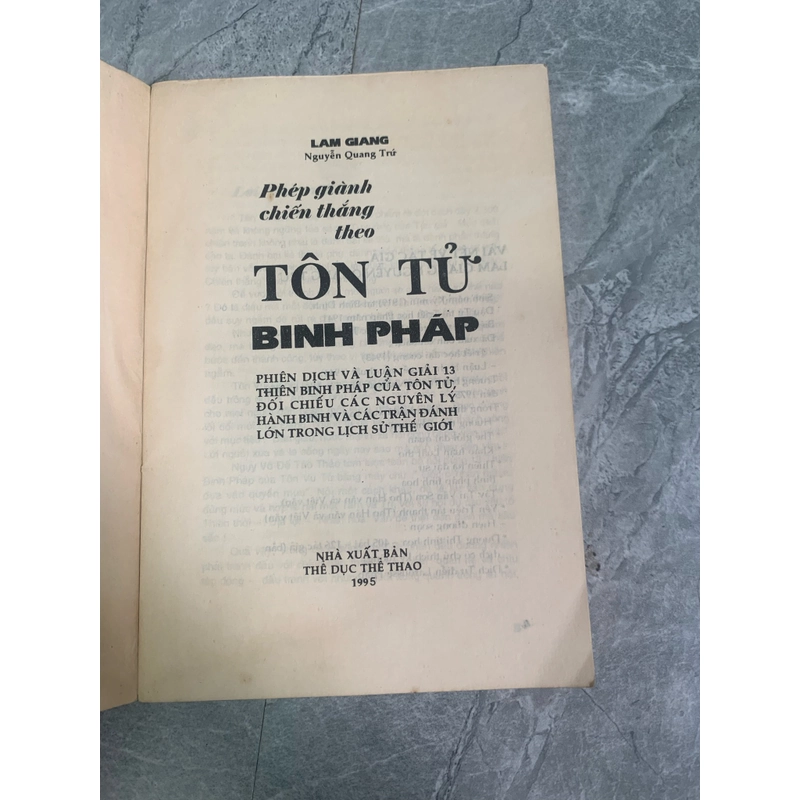 LAM GIANG
Nguyễn Quang Trứ
Phép giành
chiến thắng
theo
TÔN TỬ
BINH PHÁP
PHIÊN DỊCH VÀ LUẬN GIẢI 13
THIÊN BINH PHÁP CỦA TÔN TỬ,
ĐỐI CHIẾU CÁC NGUYÊN LÝ
HÀNH BINH VÀ CÁC TRẬN ĐÁNH
LỚN TRONG LỊCH SỬ THẾ GIỚI
NHÀ XUẤT BẢN
THỂ DỤC THỂ THAO
1995